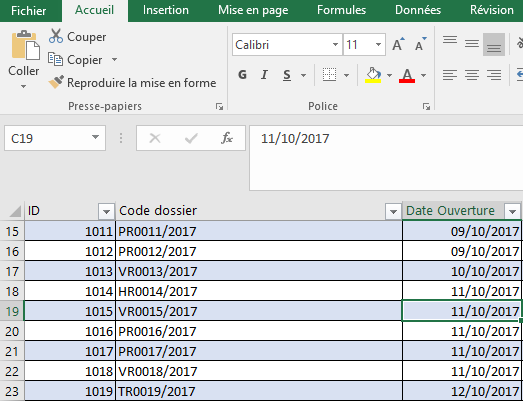 Fichier Accueil Insertion Mise en page Formules Données Révision
Coller
Couper
Copier
Reproduire la mise en forme
Presse-papiers
Calibri 11 A A
G I S A
Police
C19 fx 11/10/2017
ID Code dossier Date Ouverture
15 1011 PR0011/2017 09/10/2017
16 1012 PR0012/2017 09/10/2017
17 1013 VR0013/2017 10/10/2017
18 1014 HR0014/2017 11/10/2017
19 1015 VR0015/2017 11/10/2017
20 1016 PR0016/2017 11/10/2017
21 1017 PR0017/2017 11/10/2017
22 1018 VR0018/2017 11/10/2017
23 1019 TR0019/2017 12/10/2017